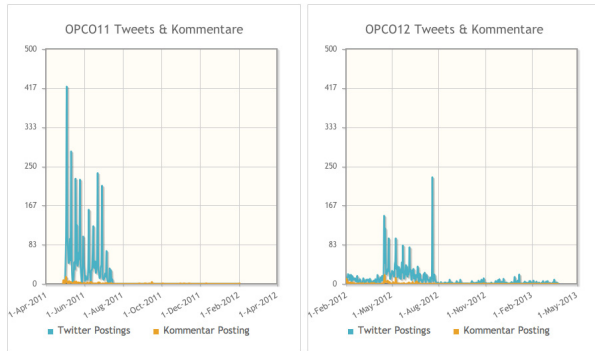 OPCO11 Tweets & Kommentare
500
417
333
250
167
83
0
1-Apr-2011
1-Jun-2011
1-Aug-2011
1-Oct-2011
1-Dec-2011
1-Feb-2012
1-Apr-2012
Twitter Postings
Kommentar Posting
OPCO12 Tweets & Kommentare
500
417
333
250
167
83
0
1-Feb-2012
1-May-2012
1-Aug-2012
1-Nov-2012
1-Feb-2013
1-May-2013
Twitter Postings
Kommentar Posting